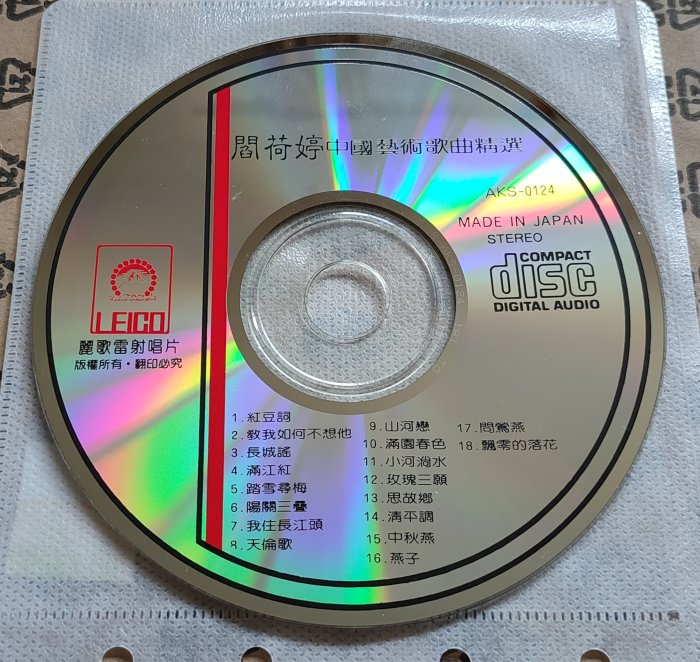 閻荷婷中國藝術歌曲精選
AKS-0124
MADE IN JAPAN
STEREO
COMPACT
disc
DIGITAL AUDIO
LEICO
麗歌雷射唱片
版權所有・翻印必究
1. 紅豆詞
2. 教我如何不想他
3. 長城謠
4. 滿江紅
5. 踏雪尋梅
6. 陽關三疊
7. 我住長江頭
8. 天倫歌
9. 山河戀
10. 滿園春色
11. 小河淌水
12. 玫瑰三願
13. 思故鄉
14. 清平調
15. 中秋燕
16. 燕子
17. 問鶯燕
18. 飄零的落花